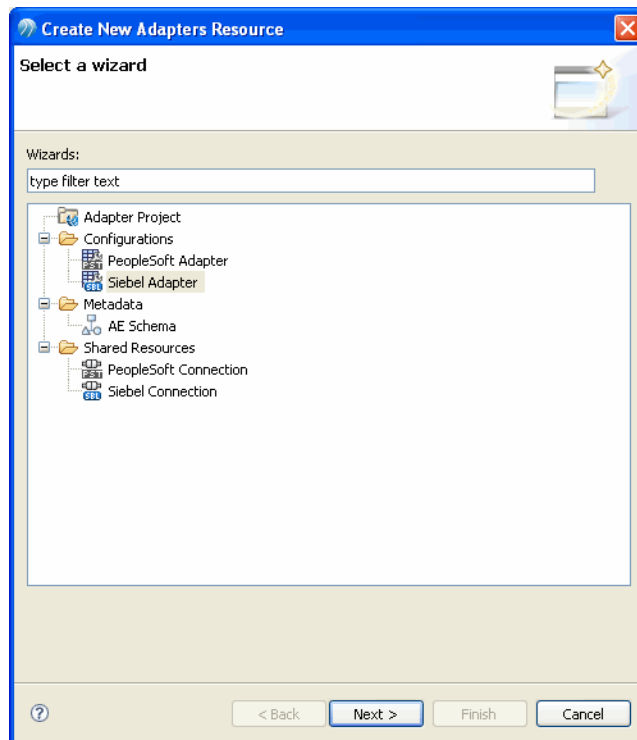 Create New Adapters Resource
Select a wizard
Wizards:
type filter text
Adapter Project
Configurations
PeopleSoft Adapter
Siebel Adapter
Metadata
AE Schema
Shared Resources
PeopleSoft Connection
Siebel Connection
? < Back Next > Finish Cancel